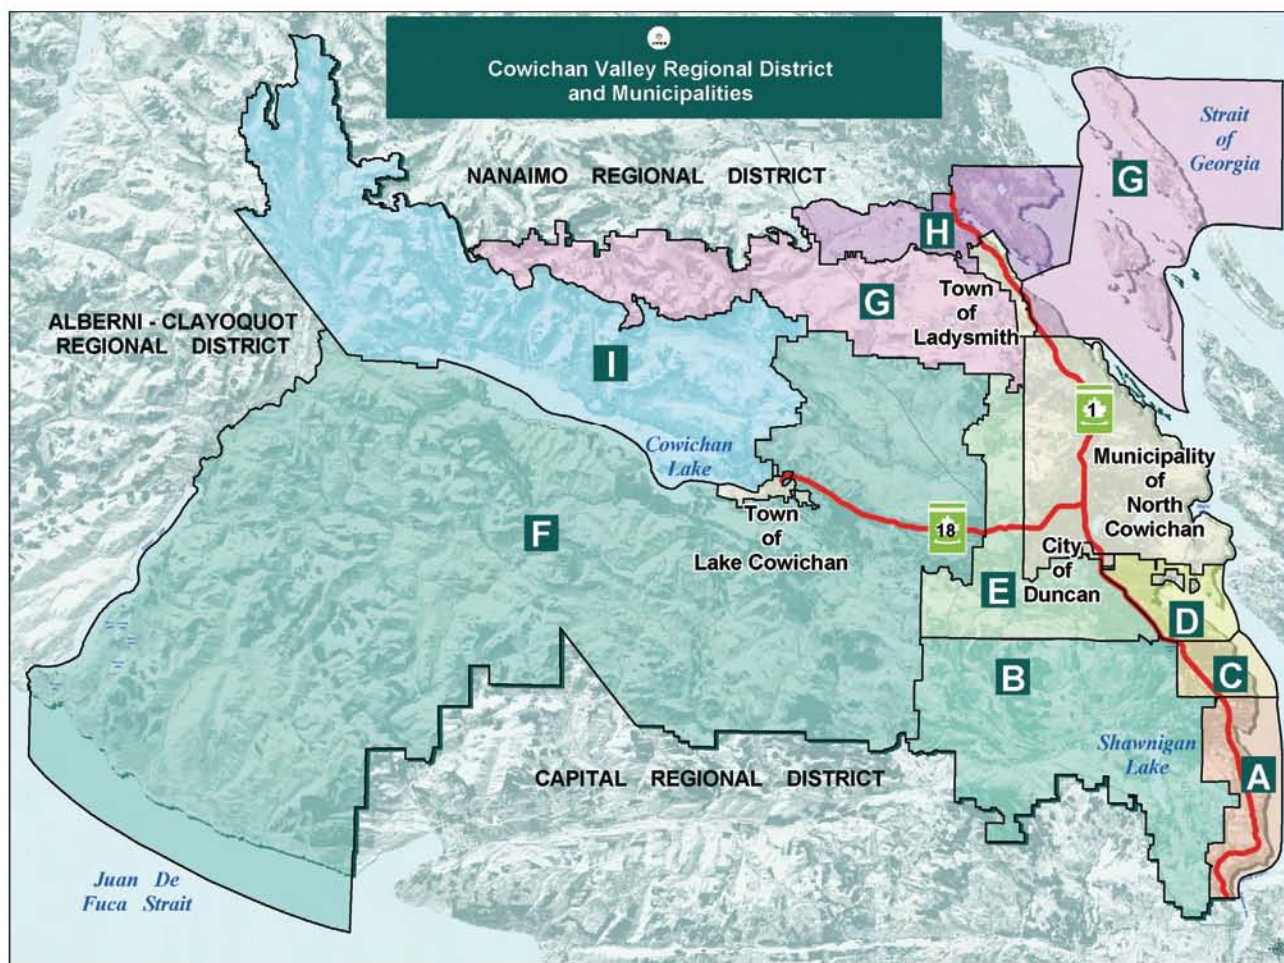 Cowichan Valley Regional District
and Municipalities
Strait
of
Georgia
NANAIMO REGIONAL DISTRICT
G
H
ALBERNI - CLAYOQUOT
REGIONAL DISTRICT
G
Town
of
Ladysmith
I
1
Cowichan
Lake
Municipality
of
North
Cowichan
F
Town
of
Lake Cowichan
18
City
of
Duncan
E
D
B
C
Shawnigan
Lake
A
CAPITAL REGIONAL DISTRICT
Juan De
Fuca Strait